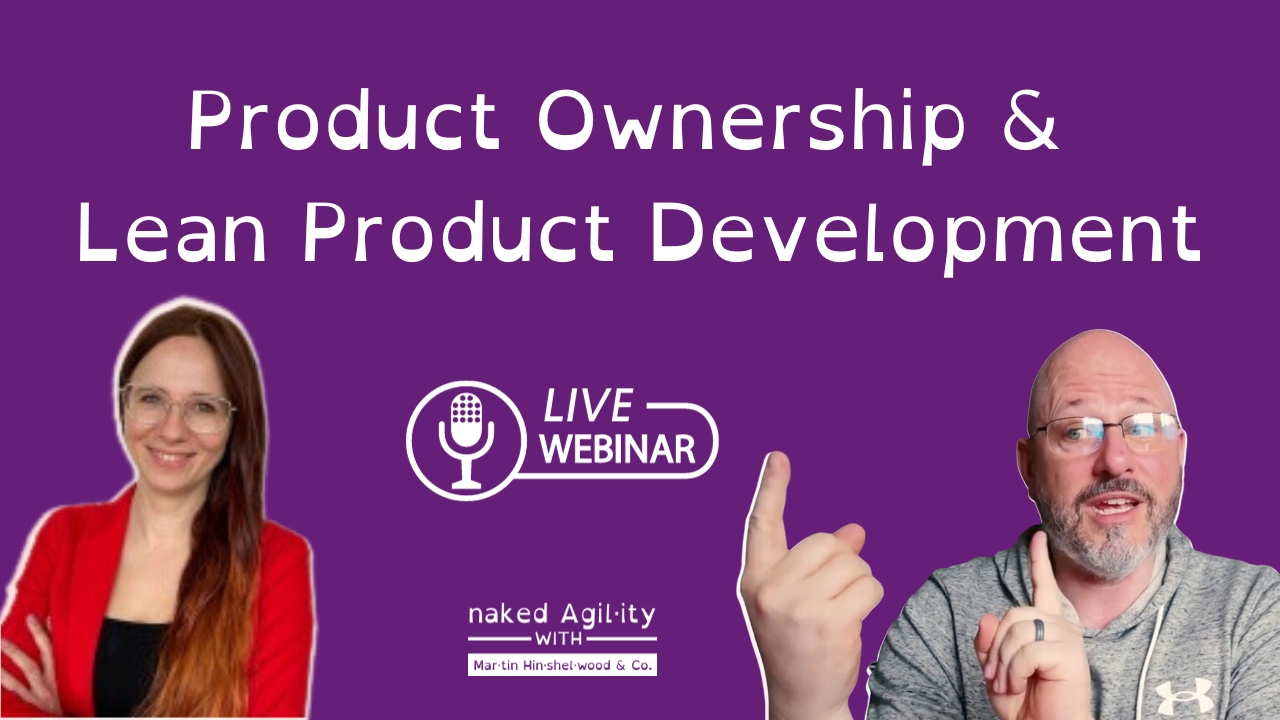 Product Ownership &
Lean Product Development
LIVE
WEBINAR
naked Agil·ity
WITH
Mar·tin Hin·shel·wood & Co.